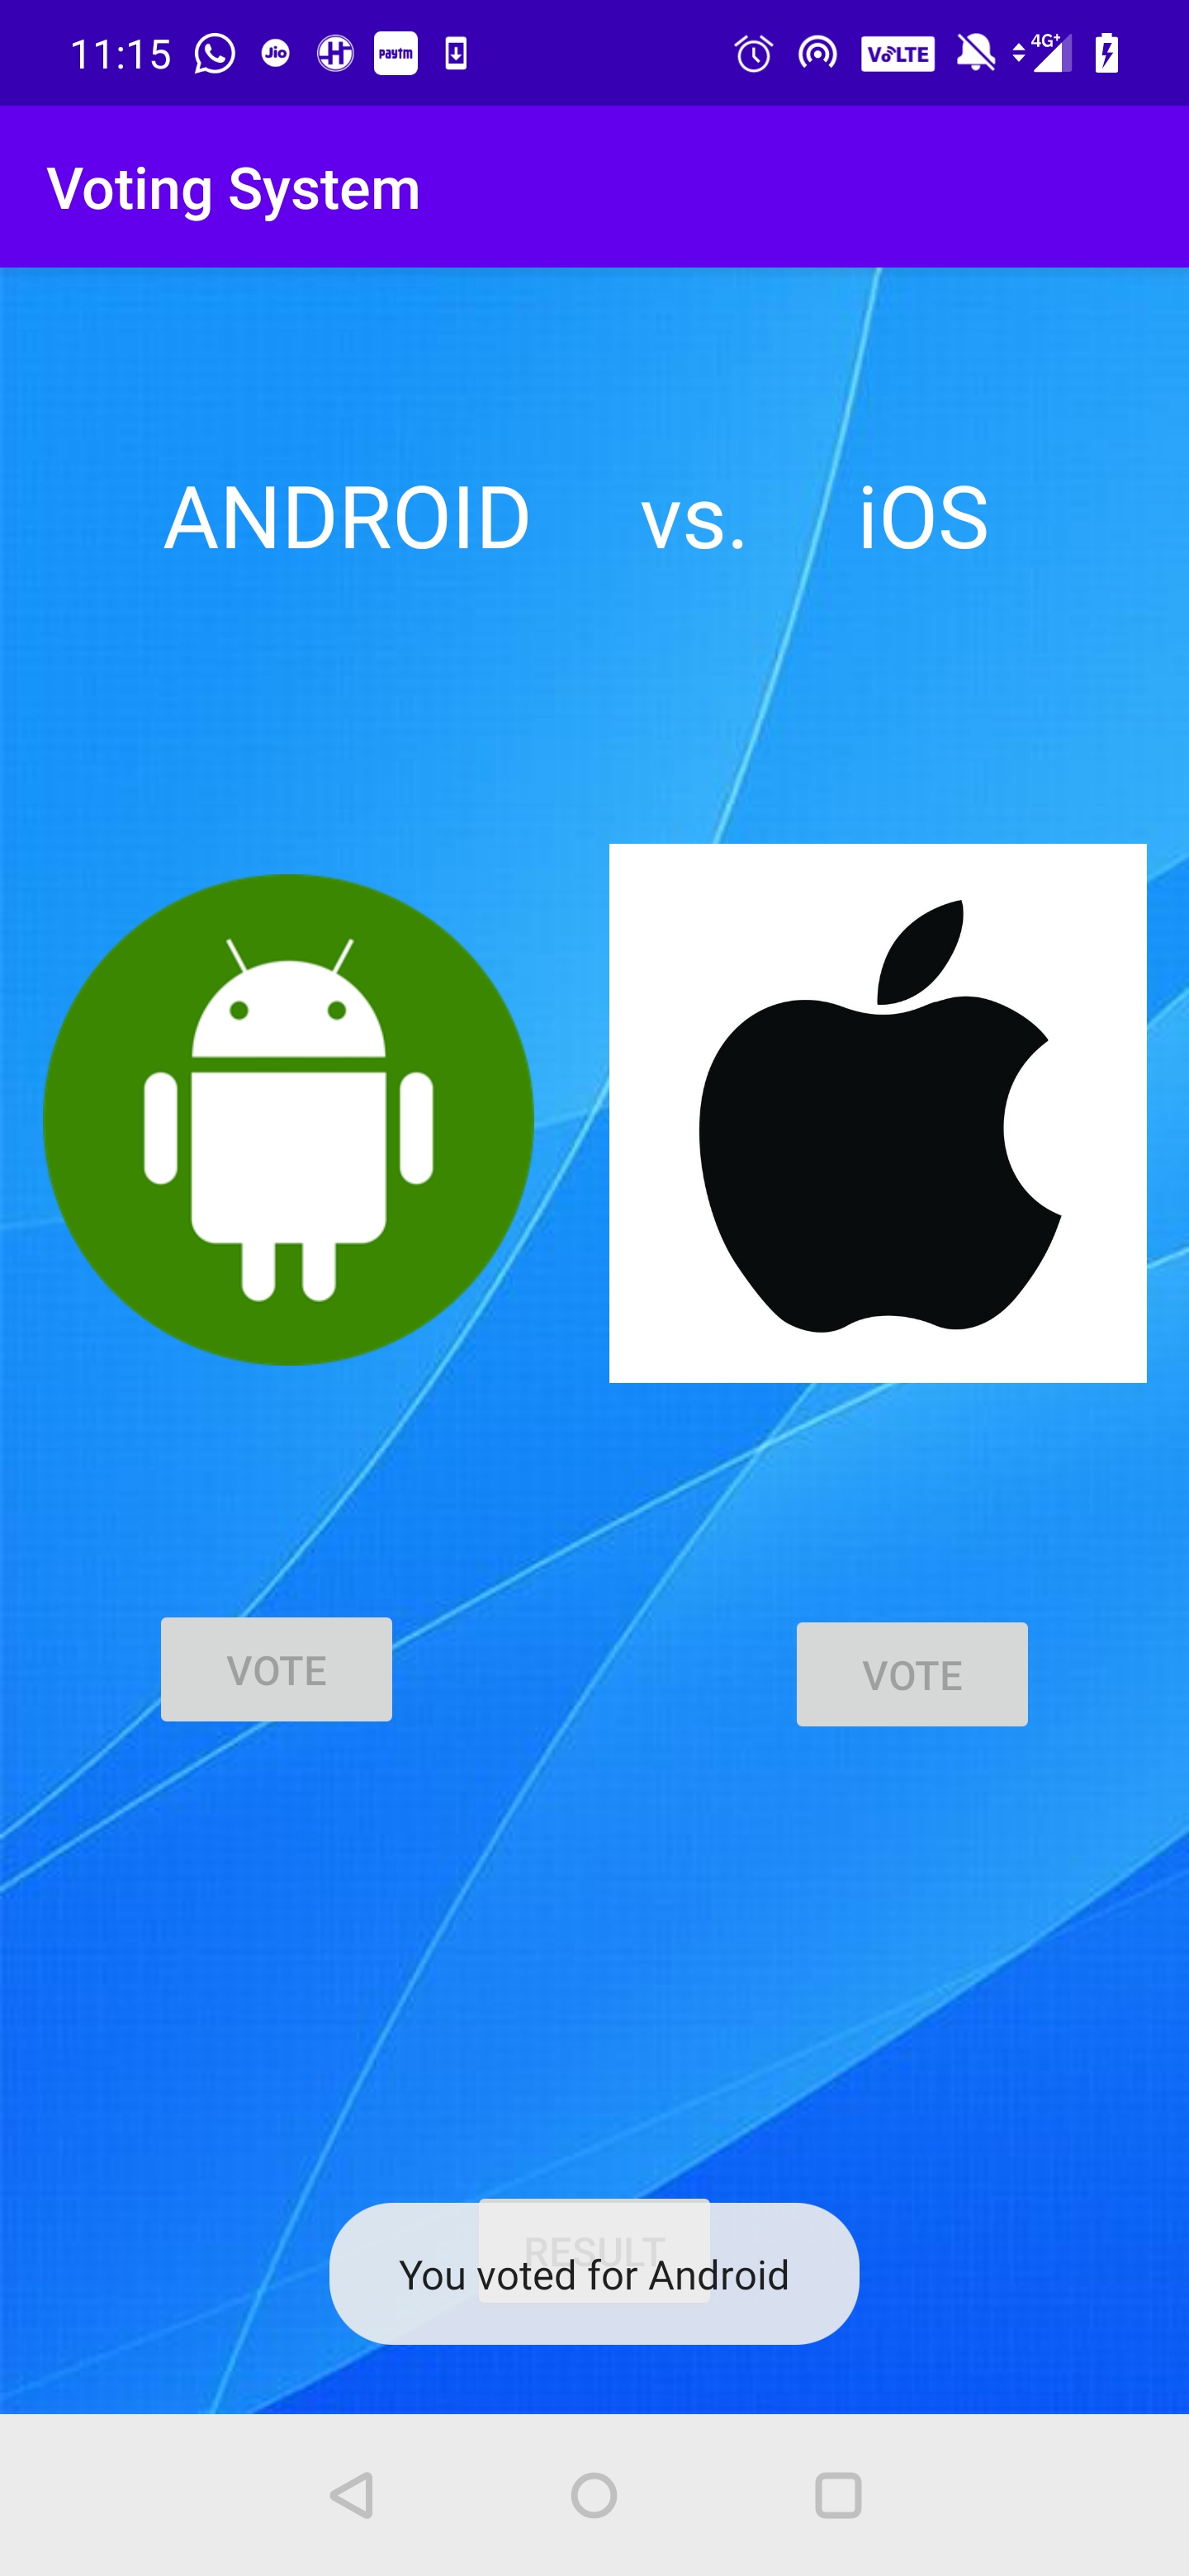 11:15 Jio H paytm VoLTE 4G+
Voting System
ANDROID vs. iOS
VOTE VOTE
RESULT
You voted for Android